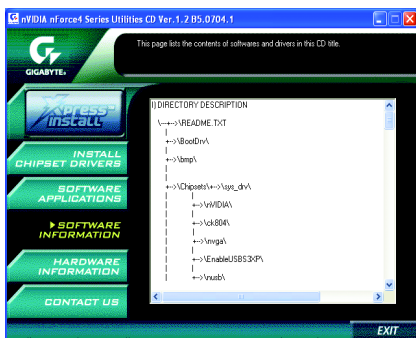 nVIDIA nForce4 Series Utilities CD Ver.1.2 B5.0704.1
This page lists the contents of softwares and drivers in this CD title.
GIGABYTE
Xpress
Install
INSTALL
CHIPSET DRIVERS
SOFTWARE
APPLICATIONS
SOFTWARE
INFORMATION
HARDWARE
INFORMATION
CONTACT US
I) DIRECTORY DESCRIPTION
\--+-->\README.TXT
|
+-->\BootDrv\
|
+-->\bmp\
|
+-->\Chipsets\+-->\sys_drv\
| |
| +-->\nVIDIA\
| |
| +-->\ck804\
| |
| +-->\nvga\
| |
| +-->\EnableUSBS3XP\
| |
| +-->\nusb\
EXIT